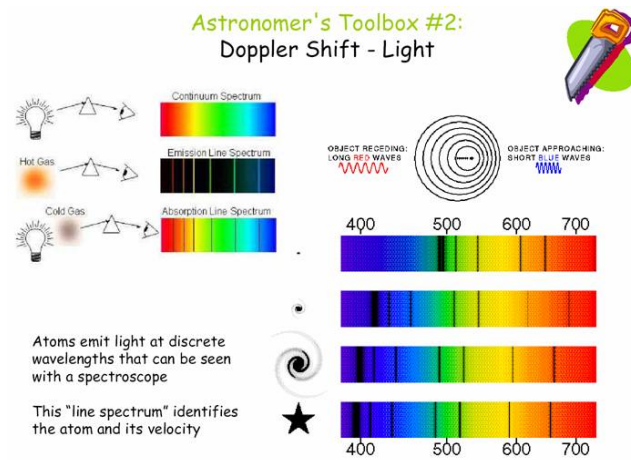 Astronomer's Toolbox #2:
Doppler Shift - Light
Continuum Spectrum
Hot Gas
Emission Line Spectrum
Cold Gas
Absorption Line Spectrum
OBJECT RECEDING:
LONG RED WAVES
OBJECT APPROACHING:
SHORT BLUE WAVES
400 500 600 700
Atoms emit light at discrete
wavelengths that can be seen
with a spectroscope
This "line spectrum" identifies
the atom and its velocity
400 500 600 700